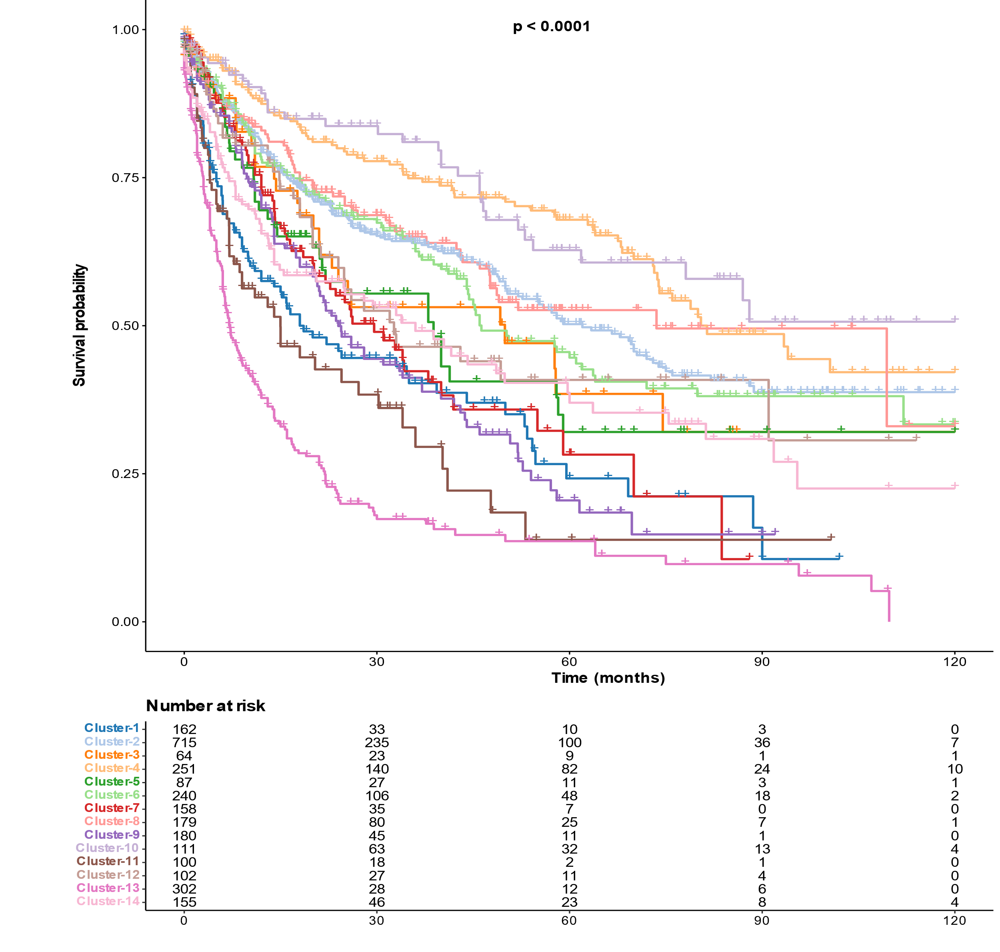 p < 0.0001
1.00
0.75
0.50
0.25
0.00
Survival probability
0 30 60 90 120
Time (months)
Number at risk
Cluster-1 162 33 10 3 0
Cluster-2 715 235 100 36 7
Cluster-3 64 23 9 1 1
Cluster-4 251 140 82 24 10
Cluster-5 87 27 11 3 1
Cluster-6 240 106 48 18 2
Cluster-7 158 35 7 0 0
Cluster-8 179 80 25 7 1
Cluster-9 180 45 11 1 0
Cluster-10 111 63 32 13 4
Cluster-11 100 18 2 1 0
Cluster-12 102 27 11 4 0
Cluster-13 302 28 12 6 0
Cluster-14 155 46 23 8 4
0 30 60 90 120